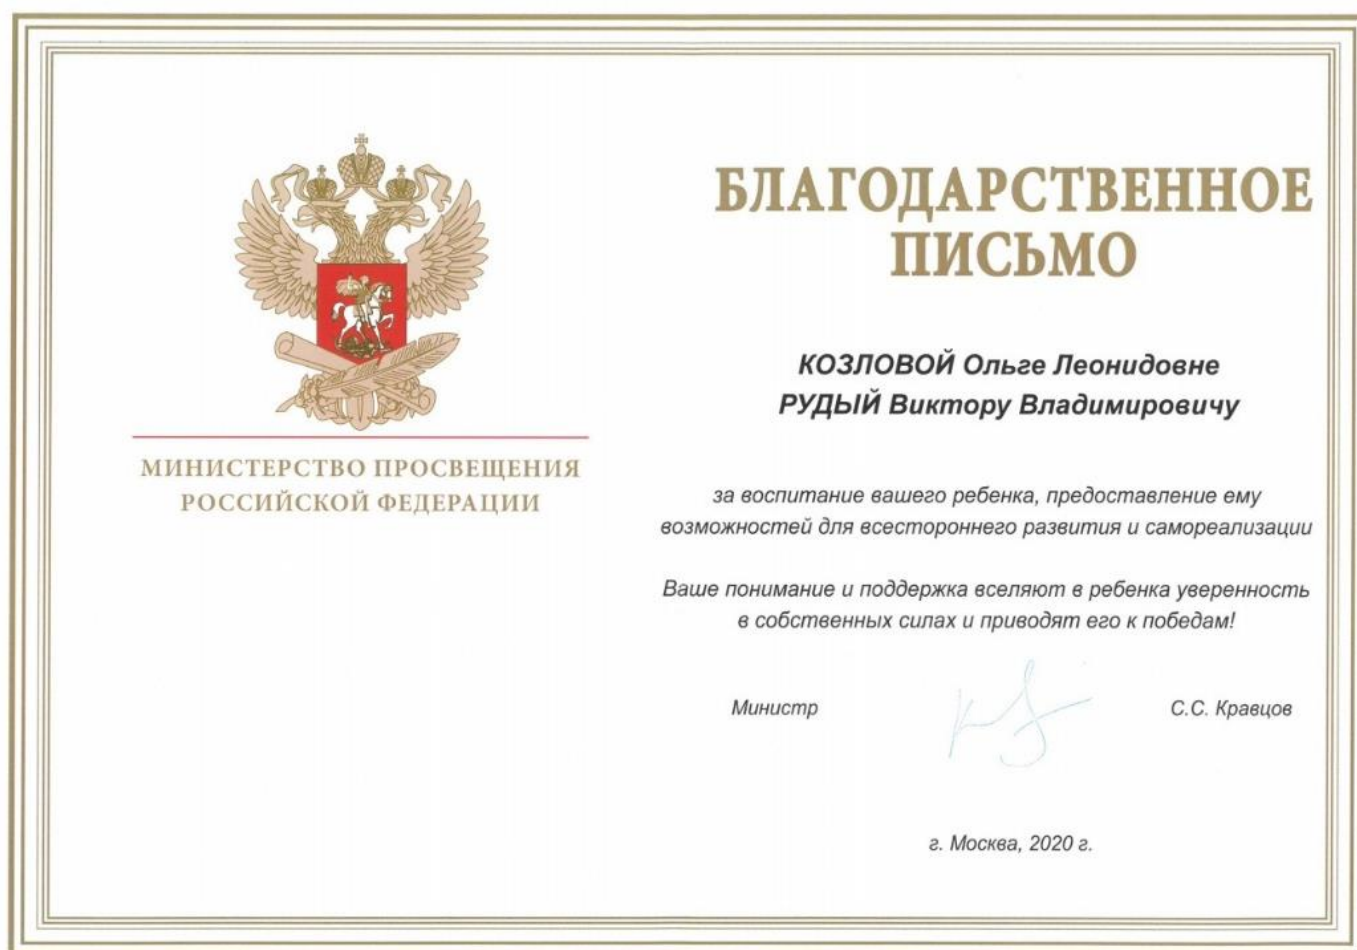 МИНИСТЕРСТВО ПРОСВЕЩЕНИЯ
РОССИЙСКОЙ ФЕДЕРАЦИИ
БЛАГОДАРСТВЕННОЕ
ПИСЬМО
КОЗЛОВОЙ Ольге Леонидовне
РУДЫЙ Виктору Владимировичу
за воспитание вашего ребенка, предоставление ему
возможностей для всестороннего развития и самореализации
Ваше понимание и поддержка вселяют в ребенка уверенность
в собственных силах и приводят его к победам!
Министр С.С. Кравцов
г. Москва, 2020 г.